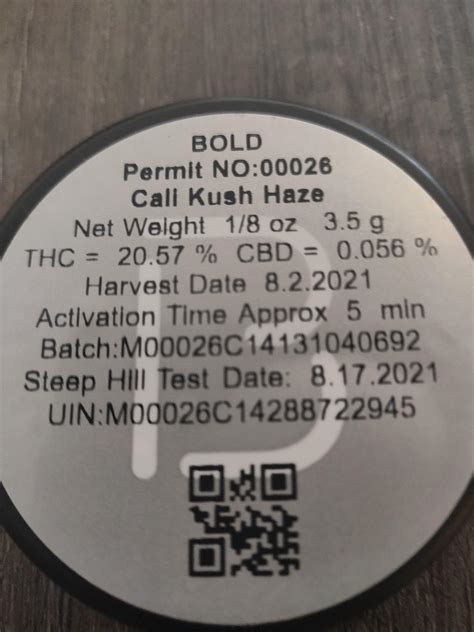 BOLD
Permit NO:00026
Cali Kush Haze
Net Weight 1/8 oz 3.5 g
THC = 20.57 % CBD = 0.056 %
Harvest Date 8.2.2021
Activation Time Approx 5 min
Batch:M00026C14131040692
Steep Hill Test Date: 8.17.2021
UIN:M00026C14288722945